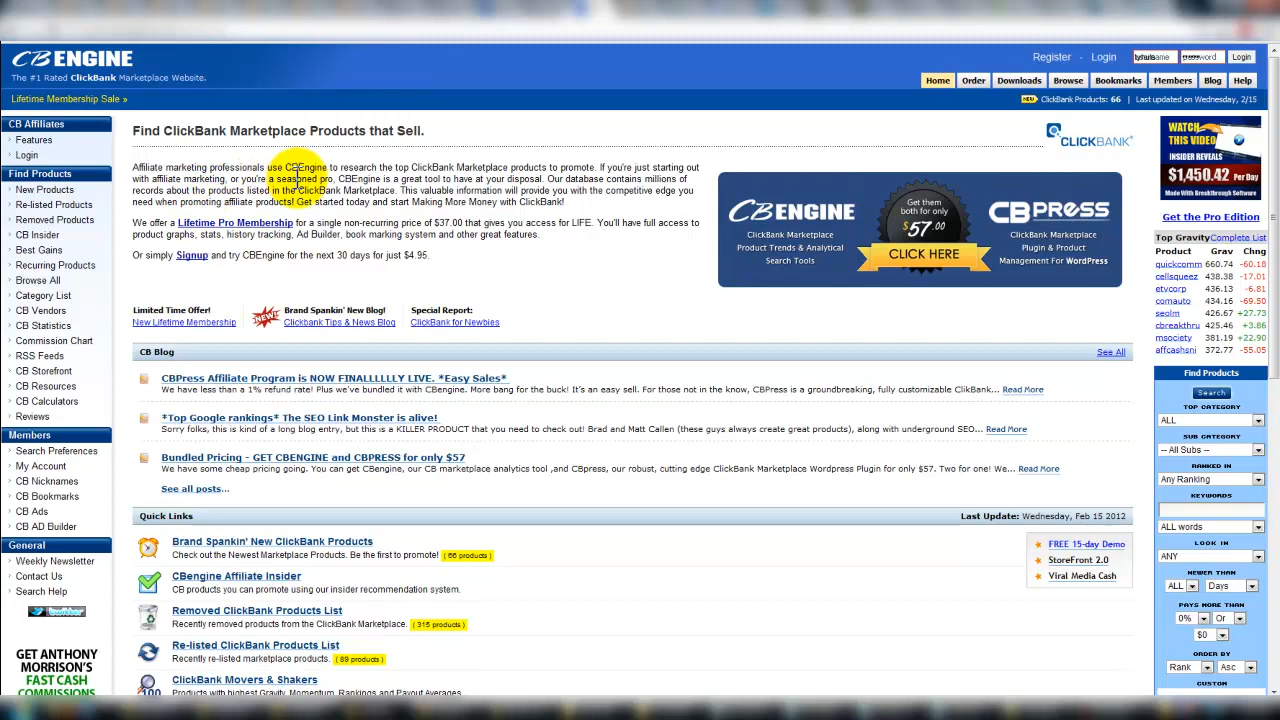 CBENGINE
The #1 Rated ClickBank Marketplace Website.
Register - Login
password
Login
Home Order Downloads Browse Bookmarks Members Blog Help
Lifetime Membership Sale »
NEW ClickBank Products: 66 | Last updated on Wednesday, 2/15
CB Affiliates
Features
Login
Find Products
New Products
Re-listed Products
Removed Products
CB Insider
Best Gains
Recurring Products
Browse All
Category List
CB Vendors
CB Statistics
Commission Chart
RSS Feeds
CB Storefront
CB Resources
CB Calculators
Reviews
Members
Search Preferences
My Account
CB Nicknames
CB Bookmarks
CB Ads
CB AD Builder
General
Weekly Newsletter
Contact Us
Search Help
twitter
GET ANTHONY
MORRISON'S
FAST CASH
COMMISSIONS
Find ClickBank Marketplace Products that Sell.
CLICKBANK®
Affiliate marketing professionals use CBEngine to research the top ClickBank Marketplace products to promote. If you're just starting out
with affiliate marketing, or you're a seasoned pro, CBEngine is a great tool to have at your disposal. Our database contains millions of
records about the products listed in the ClickBank Marketplace. This valuable information will provide you with the competitive edge you
need when promoting affiliate products! Get started today and start Making More Money with ClickBank!
We offer a Lifetime Pro Membership for a single nonrecurring price of $37.00 that gives you access for LIFE. You'll have full access to
product graphs, stats, history tracking, Ad Builder, book marking system and other great features.
Or simply Signup and try CBEngine for the next 30 days for just $4.95.
CBENGINE
ClickBank Marketplace
Product Trends & Analytical
Search Tools
Get them
both for only
$57.00
CLICK HERE
CBPRESS
ClickBank Marketplace
Plugin & Product
Management For WordPress
Limited Time Offer!
New Lifetime Membership
NEW!
Brand Spankin' New Blog!
Clickbank Tips & News Blog
Special Report:
ClickBank for Newbies
CB Blog
See All
CBPress Affiliate Program is NOW FINALLLLLLY LIVE. *Easy Sales*
We have less than a 1% refund rate! Plus we've bundled it with CBengine. More bang for the buck! It's an easy sell. For those not in the know, CBPress is a groundbreaking, fully customizable ClikBank... Read More
*Top Google rankings* The SEO Link Monster is alive!
Sorry folks, this is kind of a long blog entry, but this is a KILLER PRODUCT that you need to check out! Brad and Matt Callen (these guys always create great products), along with underground SEO... Read More
Bundled Pricing - GET CBENGINE and CBPRESS for only $57
We have some cheap pricing going. You can get CBengine, our CB marketplace analytics tool ,and CBpress, our robust, cutting edge ClickBank Marketplace Wordpress Plugin for only $57. Two for one! We... Read More
See all posts...
Quick Links
Last Update: Wednesday, Feb 15 2012
Brand Spankin' New ClickBank Products
Check out the Newest Marketplace Products. Be the first to promote! ( 66 products )
CBengine Affiliate Insider
CB products you can promote using our insider recommendation system.
Removed ClickBank Products List
Recently removed products from the ClickBank Marketplace. ( 315 products )
Re-listed ClickBank Products List
Recently re-listed marketplace products. ( 89 products )
100
ClickBank Movers & Shakers
Products with highest Gravity, Momentum, Rankings and Payout Averages.
FREE 15-day Demo
StoreFront 2.0
Viral Media Cash
WATCH
THIS VIDEO
INSIDER REVEALS
$1,450.42 Per Day
Made With Breakthrough Software
Get the Pro Edition
Top Gravity Complete List
Product Grav Chng
quickcomm 660.74 -60.18
cellsqueez 438.38 -17.01
etvcorp 436.13 -6.81
comauto 434.16 -69.50
seolm 426.67 +27.73
cbreakthru 425.46 +3.86
msociety 381.19 +22.90
affcashsni 372.77 -55.05
Find Products
Search
TOP CATEGORY
ALL
SUB CATEGORY
-- All Subs --
RANKED IN
Any Ranking
KEYWORDS
ALL words
LOOK IN
ANY
NEWER THAN
ALL Days
PAYS MORE THAN
0% Or
$0
ORDER BY
Rank Asc
CUSTOM